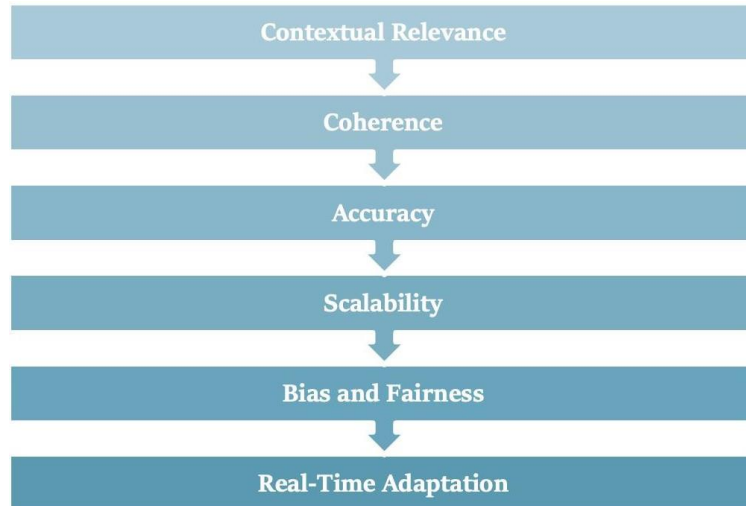 Contextual Relevance
Coherence
Accuracy
Scalability
Bias and Fairness
Real-Time Adaptation